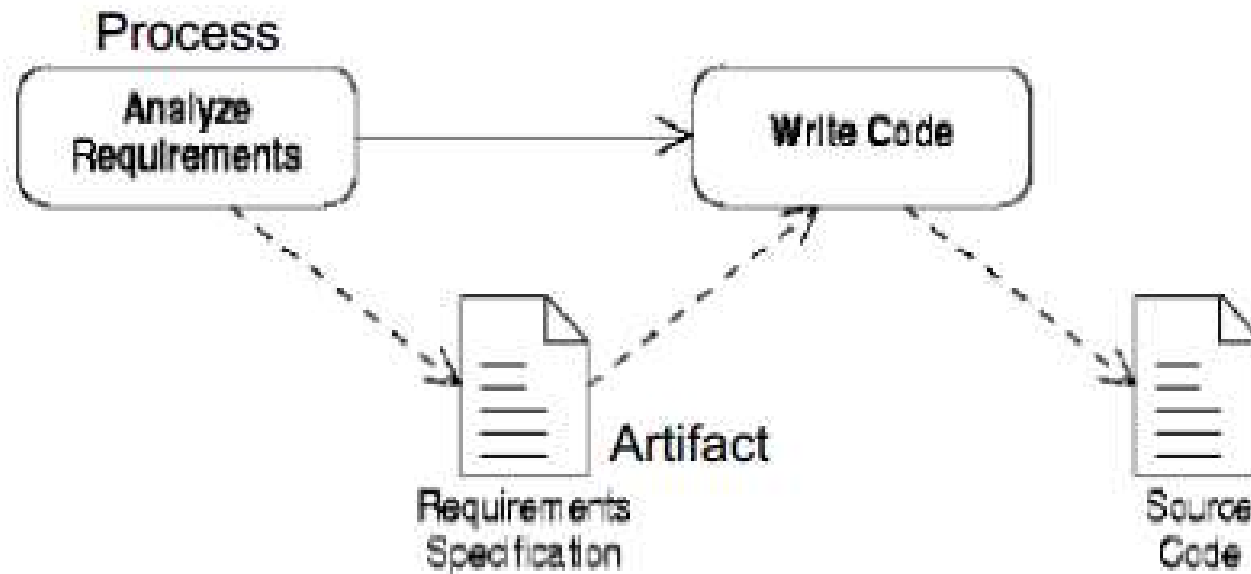 Process
Analyze
Requirements
Write Code
Artifact
Requirements
Specification
Source
Code